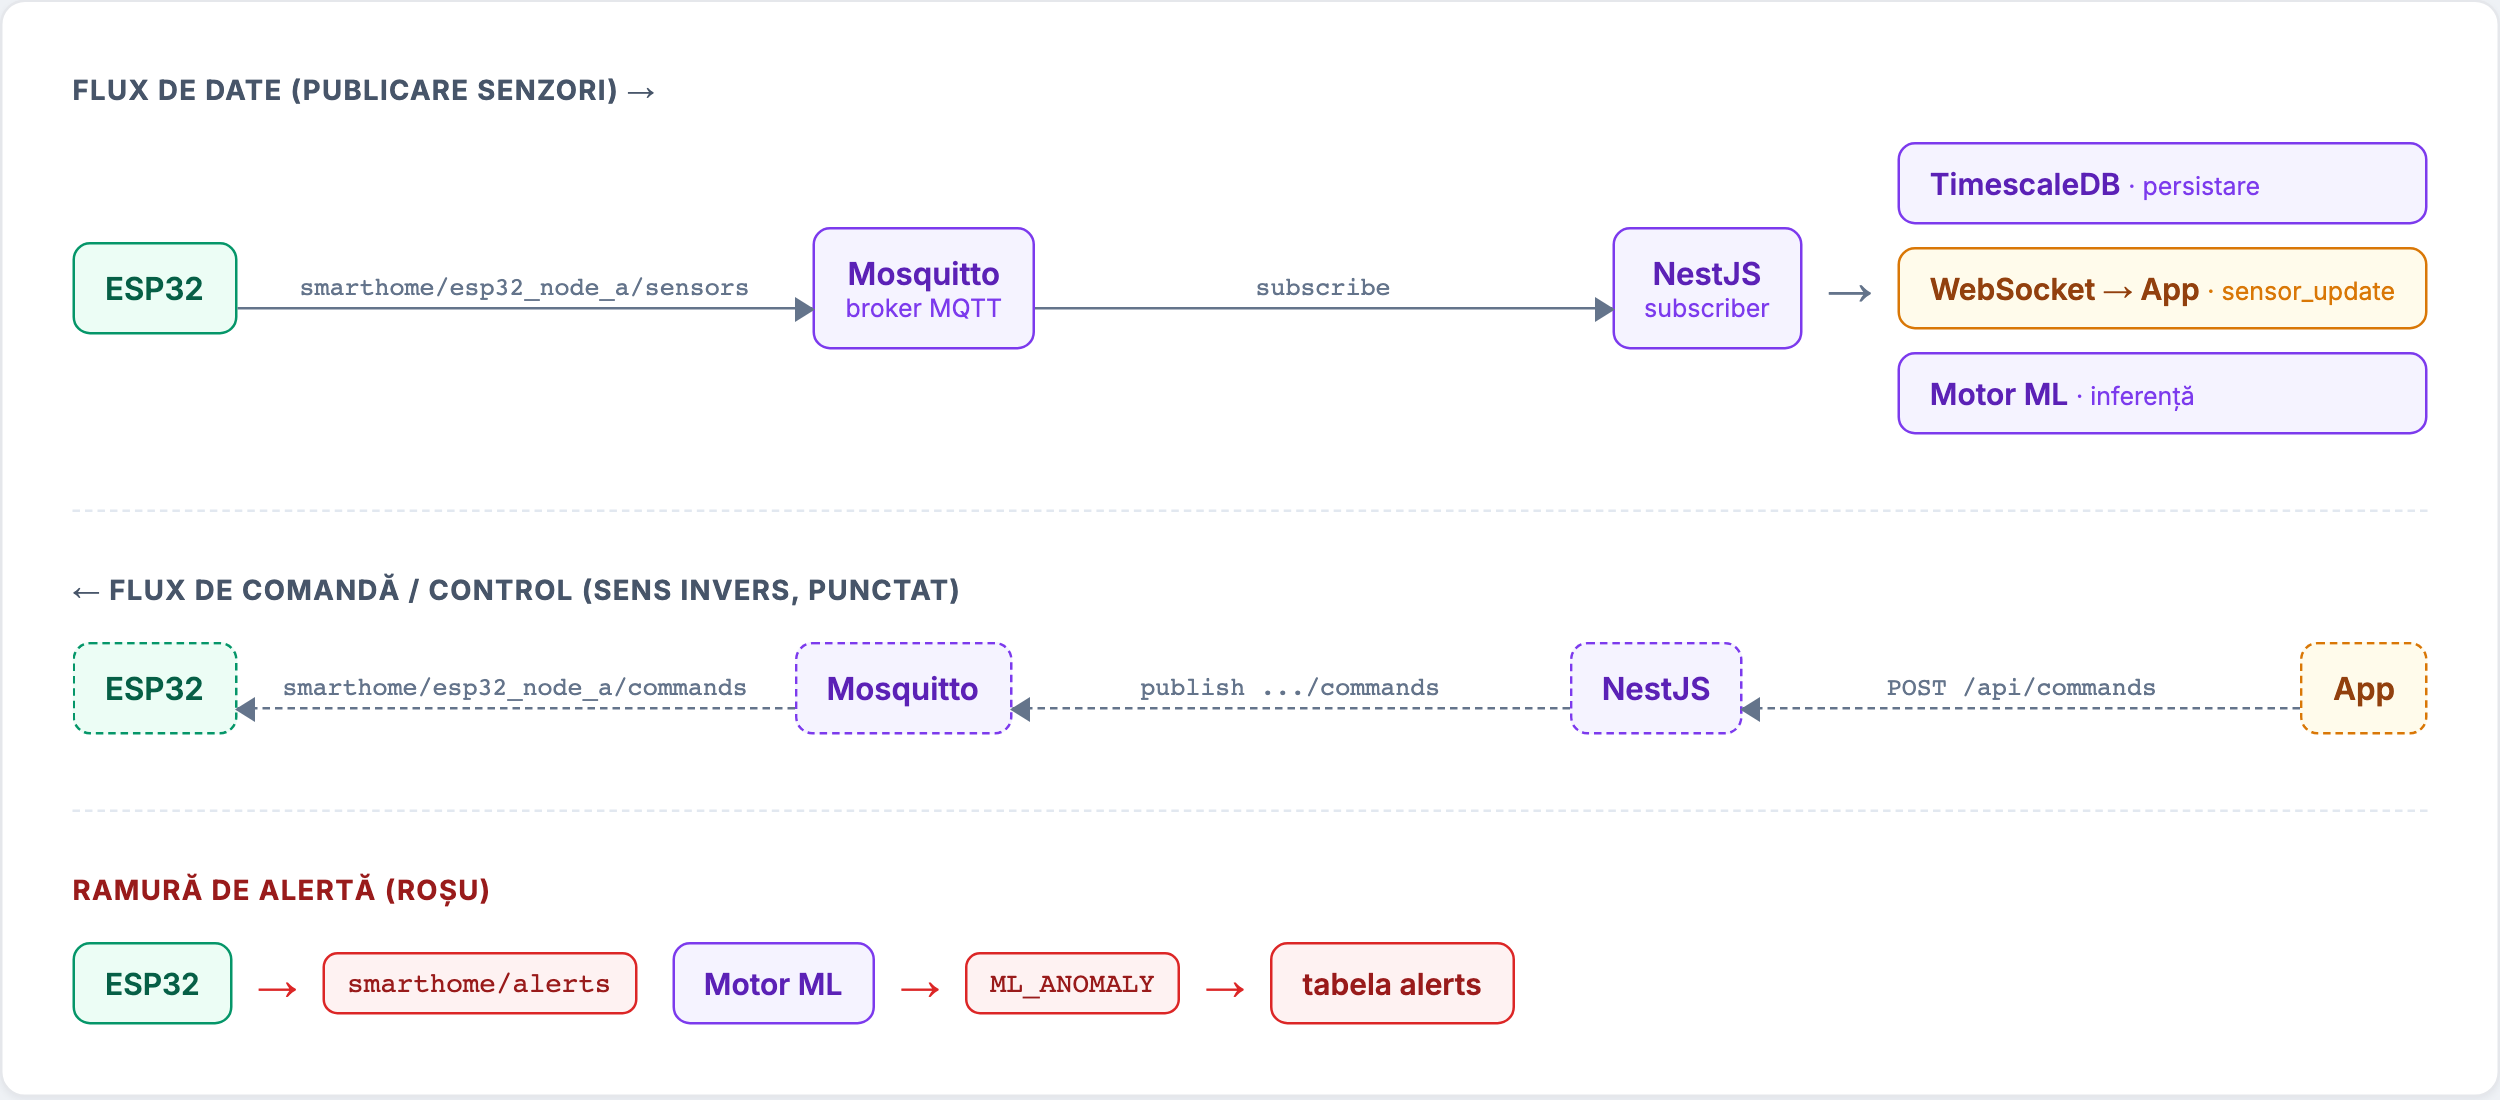 FLUX DE DATE (PUBLICARE SENZORI) →
TimescaleDB · persistare
ESP32
smarthome/esp32_node_a/sensors
Mosquitto
broker MQTT
subscribe
NestJS
subscriber
→
WebSocket → App · sensor_update
Motor ML · inferență
← FLUX DE COMANDĂ / CONTROL (SENS INVERS, PUNCTAT)
ESP32
smarthome/esp32_node_a/commands
Mosquitto
publish .../commands
NestJS
POST /api/commands
App
RAMURĂ DE ALERTĂ (ROȘU)
ESP32
→
smarthome/alerts
Motor ML
→
ML_ANOMALY
→
tabela alerts